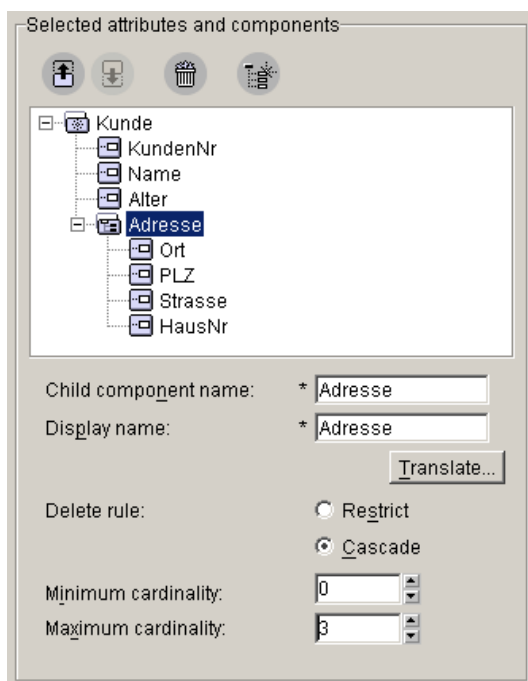 Selected attributes and components
Kunde
KundenNr
Name
Alter
Adresse
Ort
PLZ
Strasse
HausNr
Child component name: * Adresse
Display name: * Adresse
Translate...
Delete rule: Restrict
Cascade
Minimum cardinality: 0
Maximum cardinality: 3